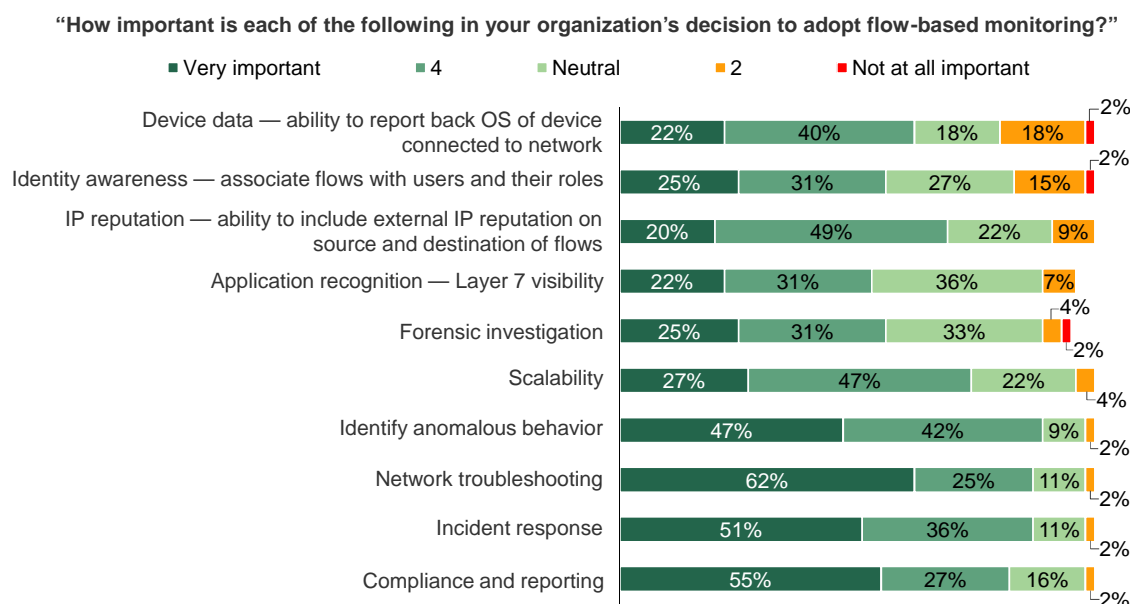 “How important is each of the following in your organization’s decision to adopt flow-based monitoring?”
Very important 4 Neutral 2 Not at all important
Device data — ability to report back OS of device
connected to network
22% 40% 18% 18% 2%
Identity awareness — associate flows with users and their roles
25% 31% 27% 15% 2%
IP reputation — ability to include external IP reputation on
source and destination of flows
20% 49% 22% 9%
Application recognition — Layer 7 visibility
22% 31% 36% 7%
Forensic investigation
25% 31% 33% 4% 2%
Scalability
27% 47% 22% 4%
Identify anomalous behavior
47% 42% 9% 2%
Network troubleshooting
62% 25% 11% 2%
Incident response
51% 36% 11% 2%
Compliance and reporting
55% 27% 16% 2%